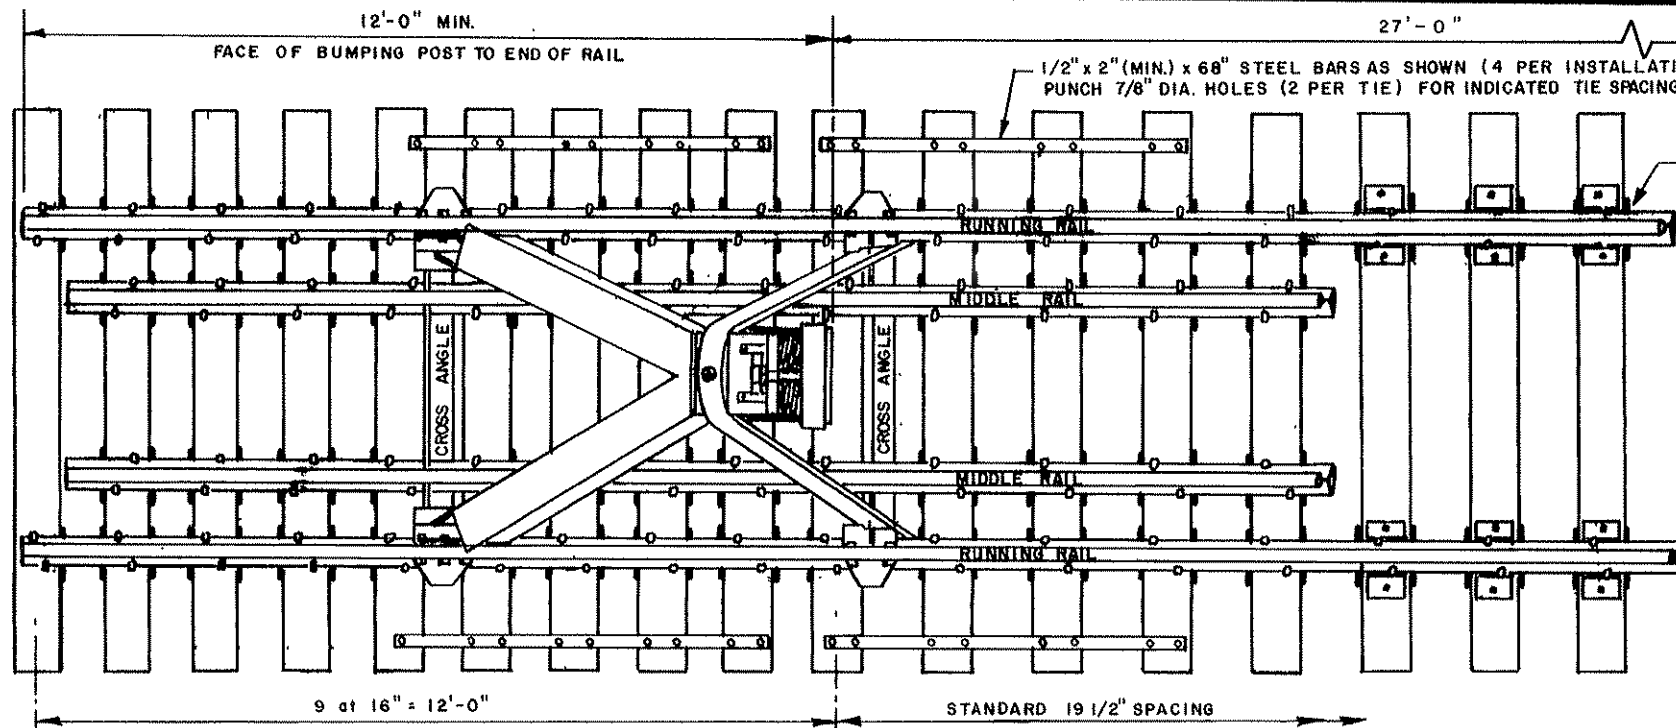 12'-0" MIN.
FACE OF BUMPING POST TO END OF RAIL
27'-0"
1/2" x 2" (MIN.) x 68" STEEL BARS AS SHOWN (4 PER INSTALLATI
PUNCH 7/8" DIA. HOLES (2 PER TIE) FOR INDICATED TIE SPACING
RUNNING RAIL
MIDDLE RAIL
CROSS ANGLE
CROSS ANGLE
MIDDLE RAIL
RUNNING RAIL
9 at 16" = 12'-0"
STANDARD 19 1/2" SPACING